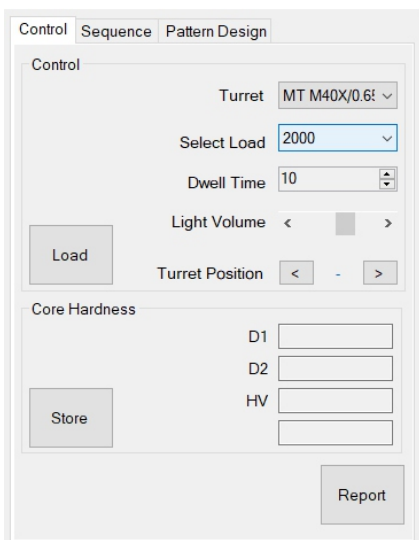 Control Sequence Pattern Design
Control
Turret MT M40X/0.65
Select Load 2000
Dwell Time 10
Light Volume < >
Load
Turret Position < - >
Core Hardness
D1
D2
HV
Store
Report